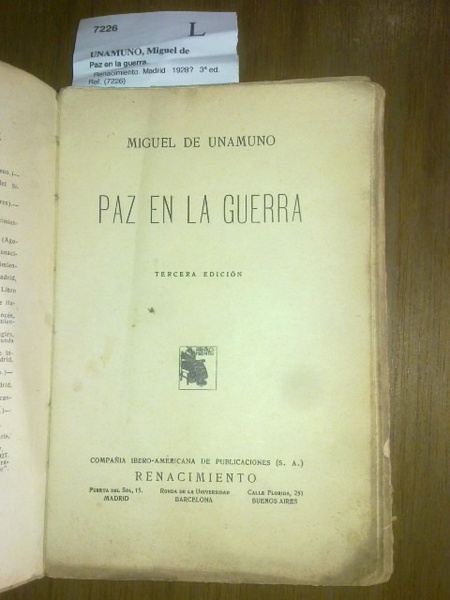 7226
L
UNAMUNO, Miguel de
Paz en la guerra.
Renacimiento. Madrid 1928? 3ª ed.
Ref. (7226)
MIGUEL DE UNAMUNO
PAZ EN LA GUERRA
TERCERA EDICIÓN
COMPAÑIA IBERO-AMERICANA DE PUBLICACIONES (S. A.)
RENACIMIENTO
PUERTA DEL SOL, 15. RONDA DE LA UNIVERSIDAD CALLE FLORIDA, 251
MADRID BARCELONA BUENOS AIRES